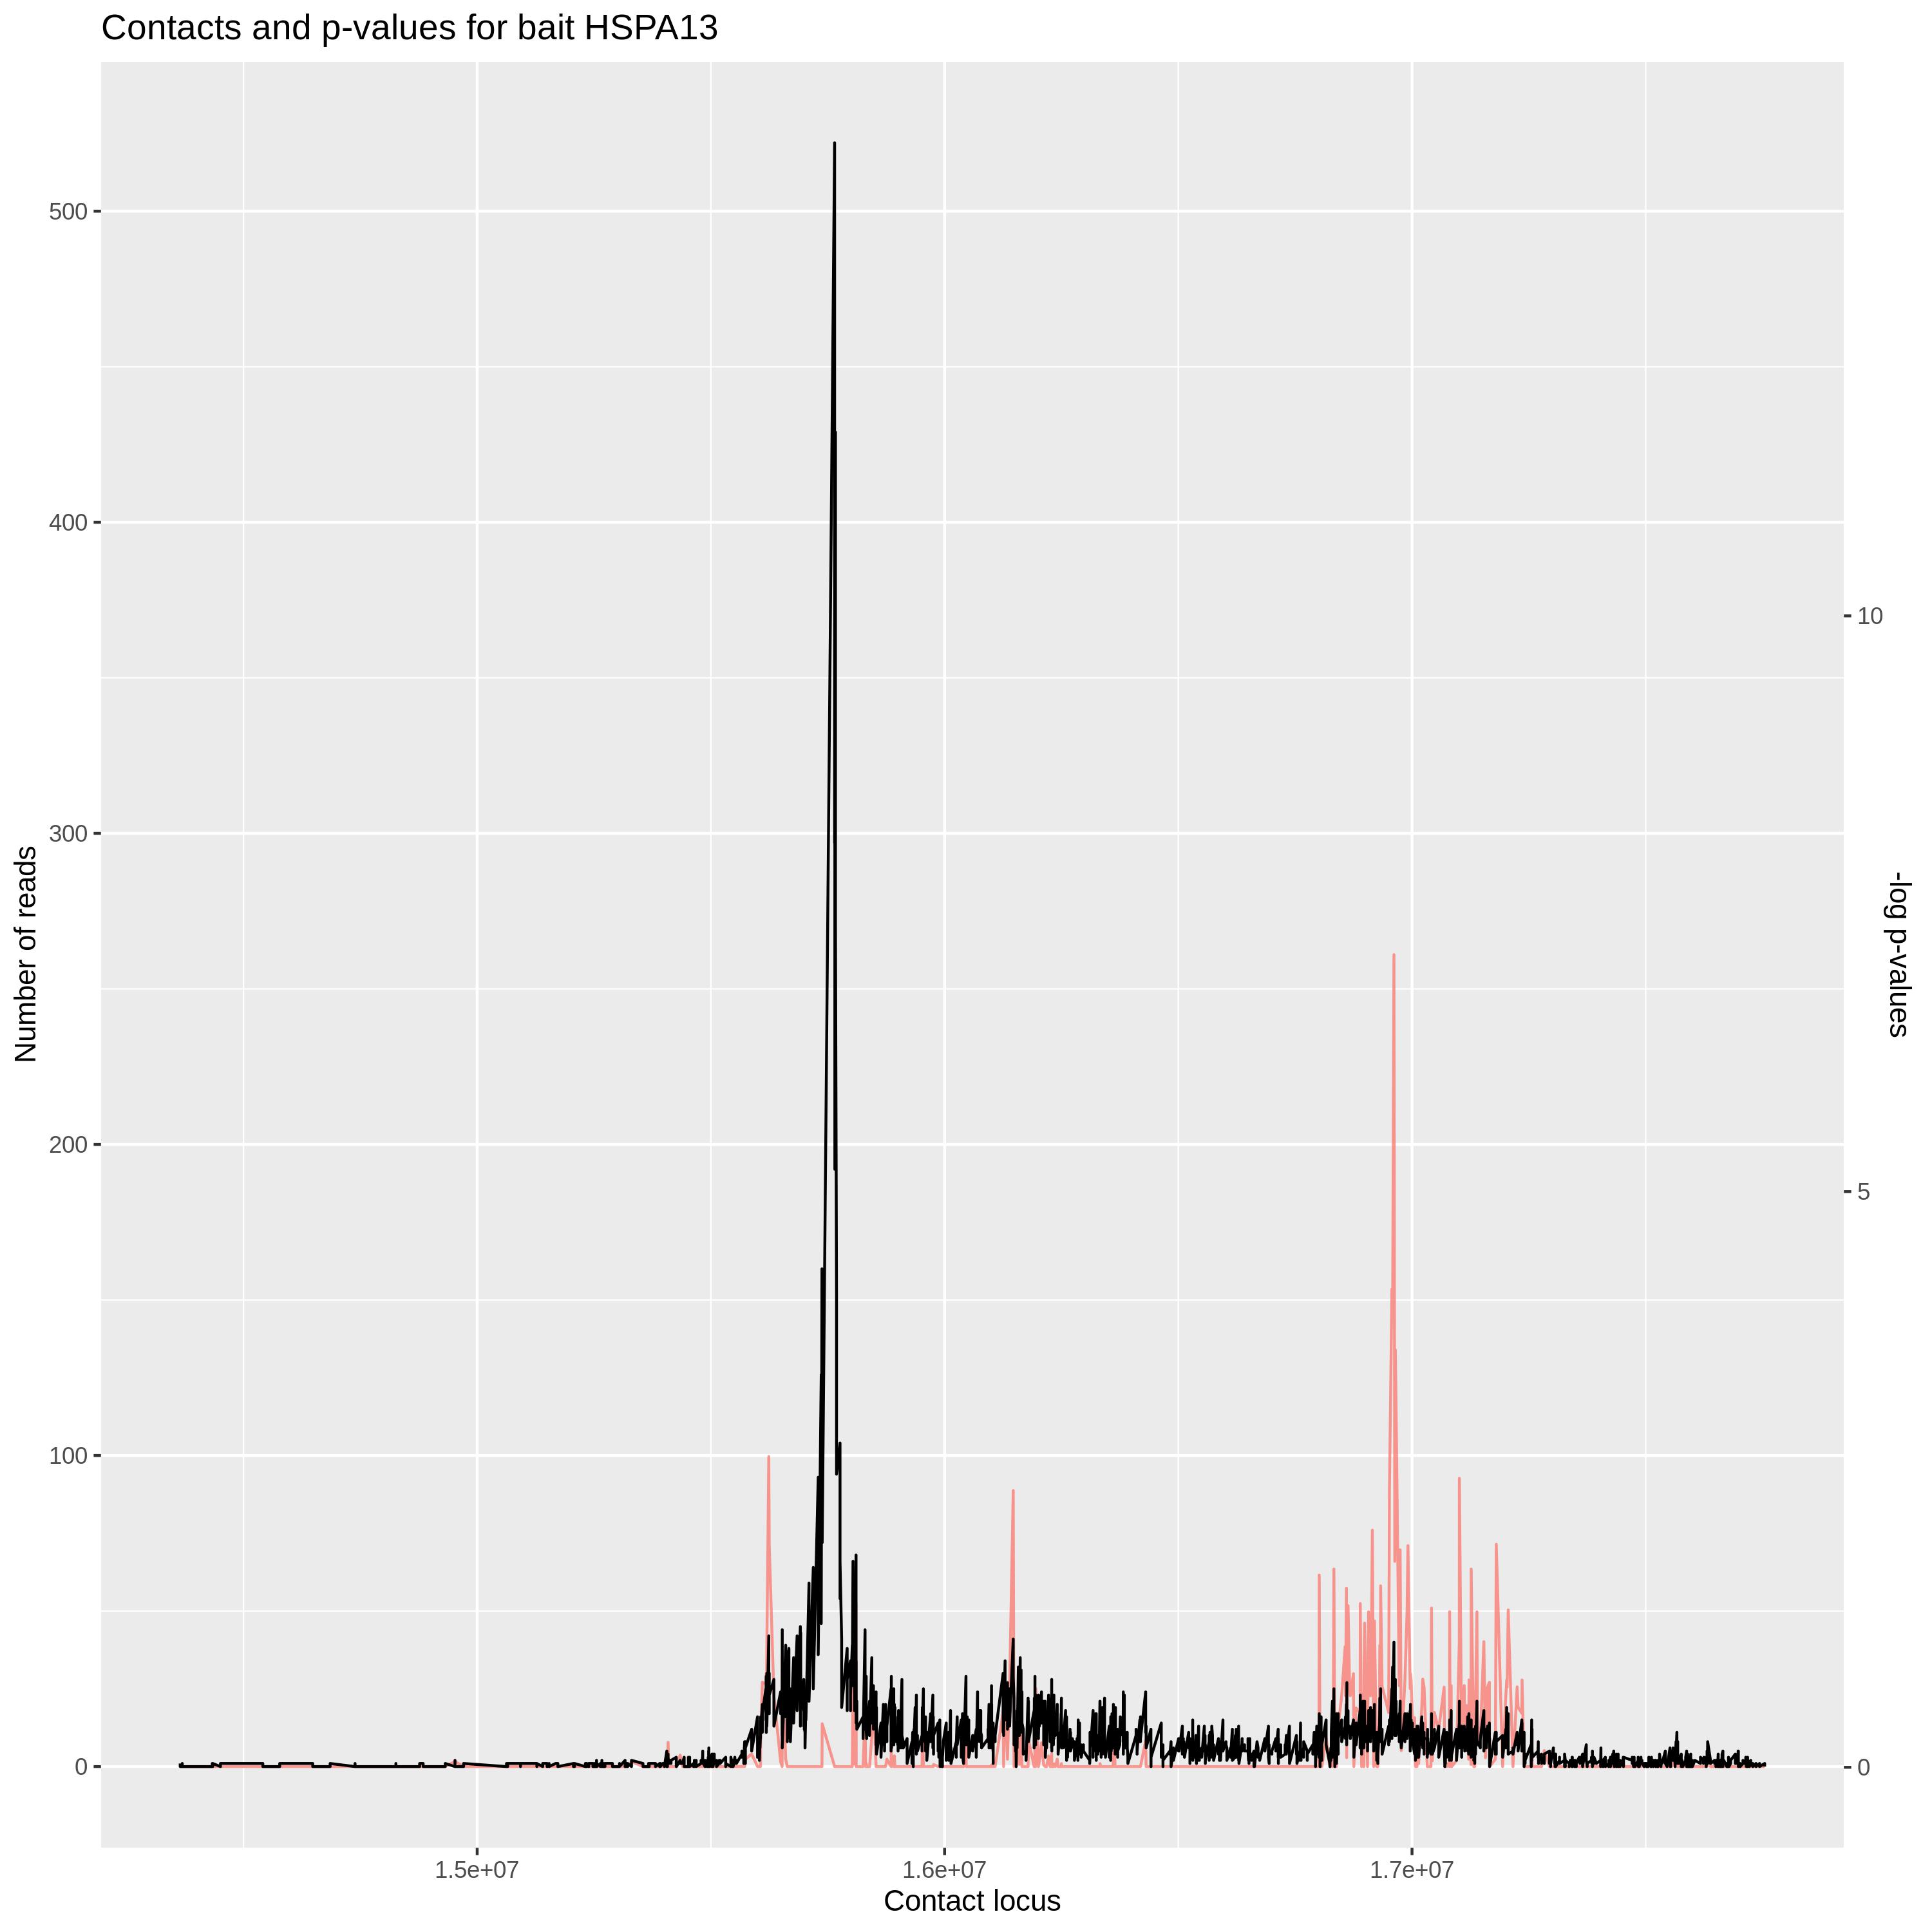 Contacts and p-values for bait HSPA13
500
400
300
200
100
0
Number of reads
10
5
0
-log p-values
1.5e+07
1.6e+07
1.7e+07
Contact locus